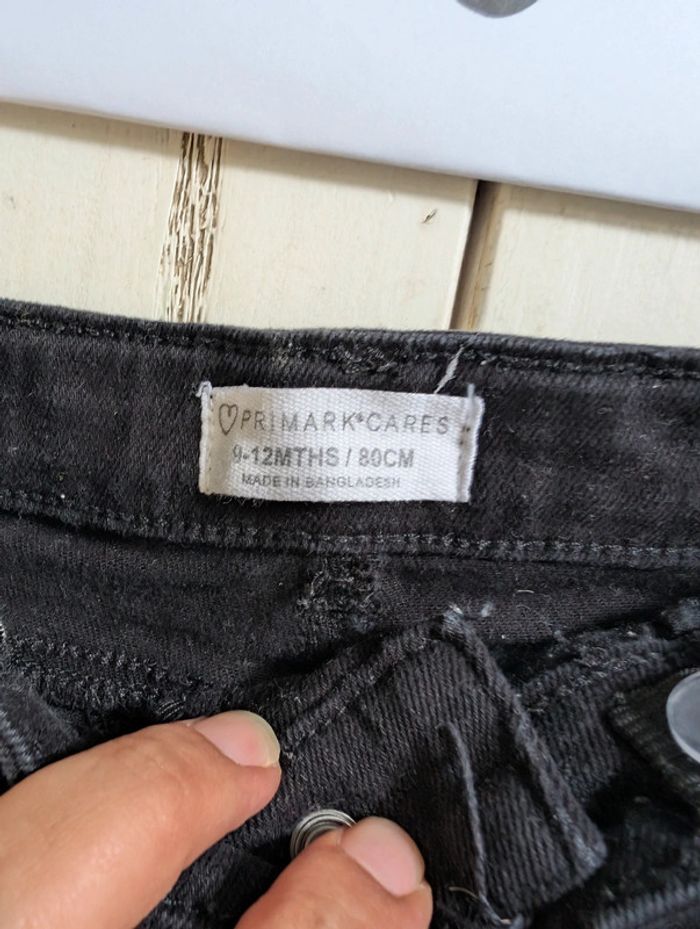 ♡PRIMARK*CARES
9-12MTHS / 80CM
MADE IN BANGLADESH